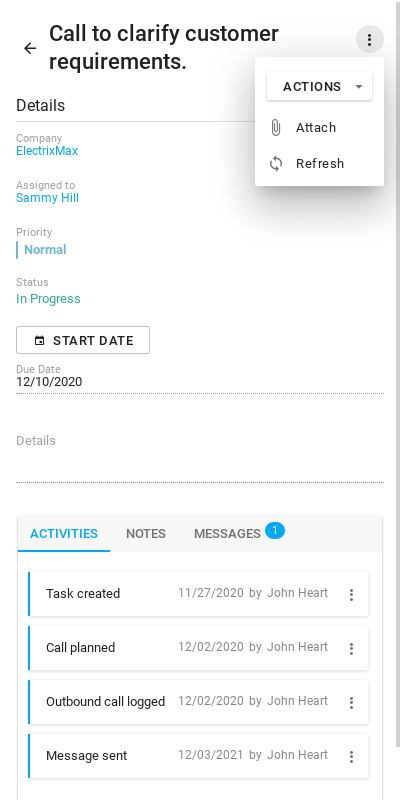 Call to clarify customer
requirements.
ACTIONS
Attach
Refresh
Details
Company
ElectrixMax
Assigned to
Sammy Hill
Priority
Normal
Status
In Progress
START DATE
Due Date
12/10/2020
Details
ACTIVITIES NOTES MESSAGES 1
Task created 11/27/2020 by John Heart
Call planned 12/02/2020 by John Heart
Outbound call logged 12/02/2020 by John Heart
Message sent 12/03/2021 by John Heart